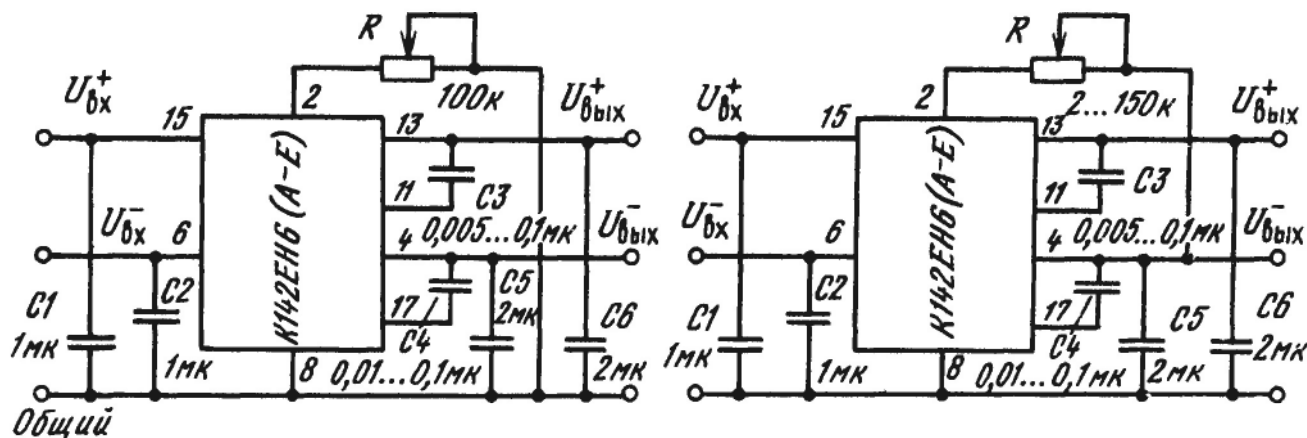 R
100к
2
U⁺вх
15
U⁻вх
6
К142ЕН6 (А-Е)
13
U⁺вых
11
C3
4
0,005...0,1мк
U⁻вых
17
C4
C5
2мк
C6
2мк
C1
1мк
C2
1мк
8
0,01...0,1мк
Общий
R
2...150к
2
U⁺вх
15
U⁻вх
6
К142ЕН6(А-Е)
13
U⁺вых
11
C3
4
0,005...0,1мк
U⁻вых
17
C4
C5
2мк
C6
2мк
C1
1мк
C2
1мк
8
0,01...0,1мк